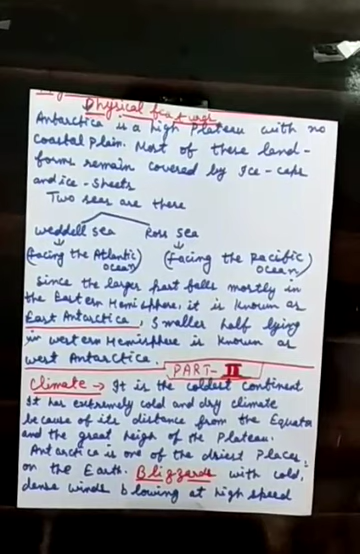 Physical features
Antarctica is a high Plateau with no
coastal Plain. Most of these land-
forms remain covered by Ice-caps
and ice-sheets
Two seas are there
weddell sea Ross sea
(facing the Atlantic ocean) (facing the pacific ocean)
Since the larger part falls mostly in
the Eastern Hemisphere. it is known as
East Antarctica, Smaller half lying
in western Hemisphere is known as
west Antarctica.
PART-II
Climate → It is the coldest continent
It has extremely cold and dry climate
because of its distance from the Equator
and the great heigh of the Plateau.
Antarctica is one of the driest Places
on the Earth. Blizzards with cold,
dense winds blowing at high speed